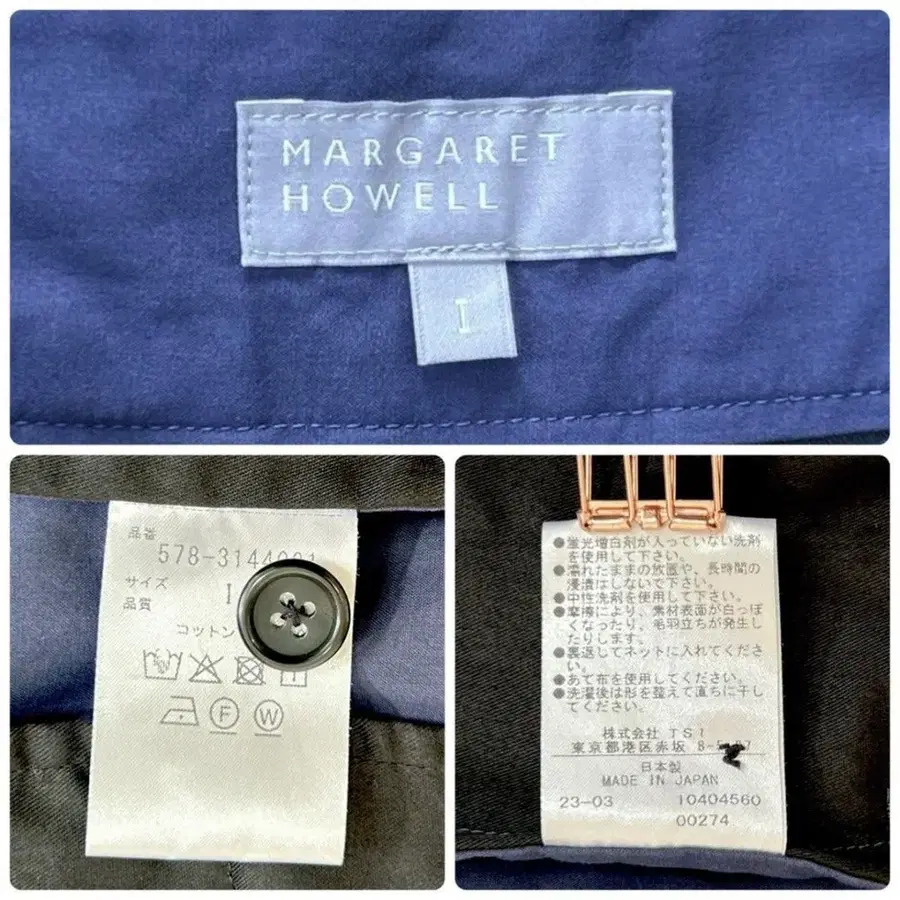 MARGARET
HOWELL
I
品番
578-3144
サイズ I
品質
コットン
F W
●蛍光増白剤が入っていない洗剤
を使用して下さい。
●濡れたままの放置や、長時間の
浸漬はしないで下さい。
●中性洗剤を使用して下さい。
●摩擦により、素材表面が白っぽ
くなったり、毛羽立ちが発生し
たりします。
●裏返してネットに入れてくださ
い。
●あて布を使用してください。
●洗濯後は形を整えて直ちに干し
てください。
株式会社 TSI
東京都港区赤坂 8-5-27
日本製
MADE IN JAPAN
23-03 10404560
00274